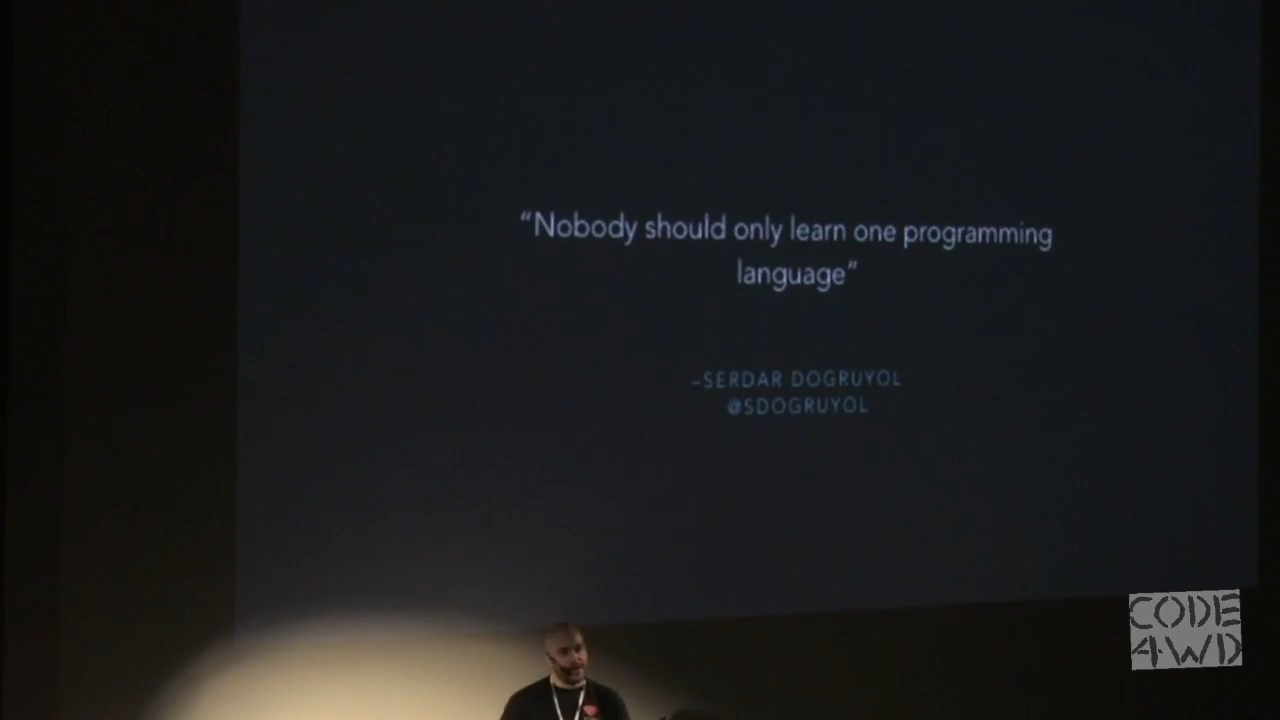 “Nobody should only learn one programming
language”
–SERDAR DOGRUYOL
@SDOGRUYOL
CODE
4WD